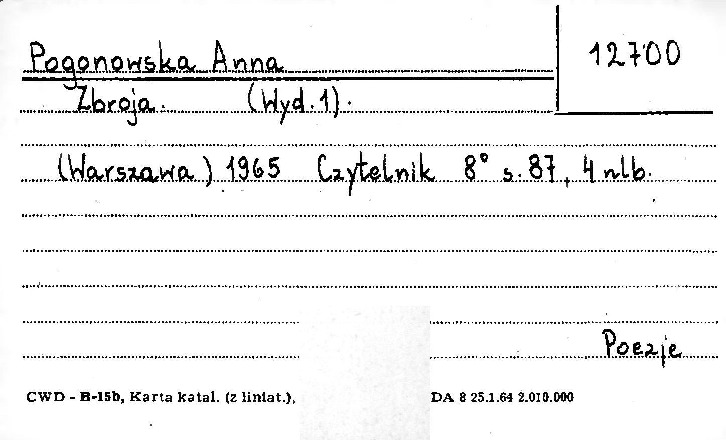 Pogonowska Anna
12700
Zbroja. (Wyd. 1).
(Warszawa) 1965 Czytelnik 8° s. 87, 4 nlb.
Poezje
CWD - B-15b, Karta katal. (z liniat.), DA 8 25.1.64 2.010.000